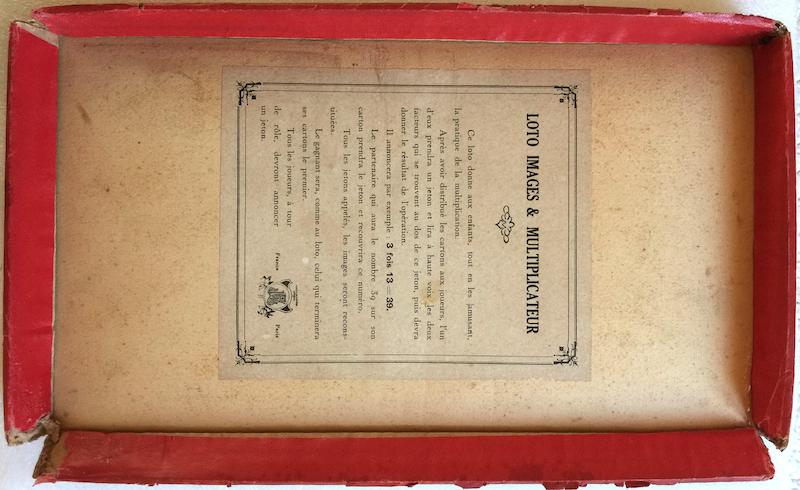 LOTO IMAGES & MULTIPLICATEUR
Ce loto donne aux enfants, tout en les amusant,
la pratique de la multiplication.
Après avoir distribué les cartons aux joueurs, l'un
d'eux prendra un jeton et lira à haute voix les deux
facteurs qui se trouvent au dos de ce jeton, puis devra
donner le résultat de l'opération.
Il annoncera par exemple : 3 fois 13 = 39.
Le partenaire qui aura le nombre 39 sur son
carton prendra le jeton et recouvrira ce numéro.
Tous les jetons appelés, les images seront recons-
tituées.
Le gagnant sera, comme au loto, celui qui terminera
ses cartons le premier.
Tous les joueurs, à tour
de rôle, devront annoncer
un jeton.
France
Paris